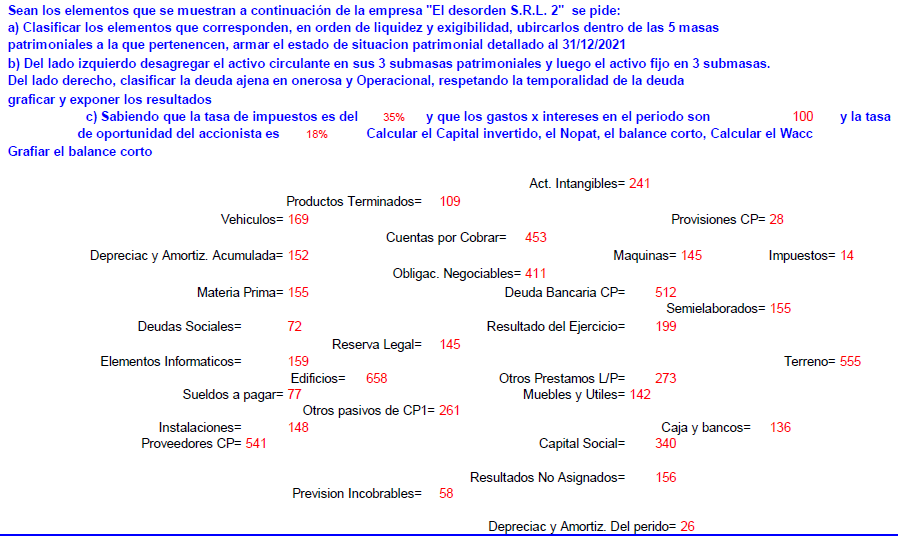 Sean los elementos que se muestran a continuación de la empresa "El desorden S.R.L. 2" se pide:
a) Clasificar los elementos que corresponden, en orden de liquidez y exigibilidad, ubicarlos dentro de las 5 masas
patrimoniales a la que pertenencen, armar el estado de situacion patrimonial detallado al 31/12/2021
b) Del lado izquierdo desagregar el activo circulante en sus 3 submasas patrimoniales y luego el activo fijo en 3 submasas.
Del lado derecho, clasificar la deuda ajena en onerosa y Operacional, respetando la temporalidad de la deuda
graficar y exponer los resultados
c) Sabiendo que la tasa de impuestos es del 35% y que los gastos x intereses en el periodo son 100 y la tasa
de oportunidad del accionista es 18% Calcular el Capital invertido, el Nopat, el balance corto, Calcular el Wacc
Grafiar el balance corto
Act. Intangibles= 241
Productos Terminados= 109
Vehiculos= 169 Provisiones CP= 28
Cuentas por Cobrar= 453
Depreciac y Amortiz. Acumulada= 152 Maquinas= 145 Impuestos= 14
Obligac. Negociables= 411
Materia Prima= 155 Deuda Bancaria CP= 512
Semielaborados= 155
Deudas Sociales= 72 Resultado del Ejercicio= 199
Reserva Legal= 145
Elementos Informaticos= 159 Terreno= 555
Edificios= 658 Otros Prestamos L/P= 273
Sueldos a pagar= 77 Muebles y Utiles= 142
Otros pasivos de CP1= 261
Instalaciones= 148 Caja y bancos= 136
Proveedores CP= 541 Capital Social= 340
Resultados No Asignados= 156
Prevision Incobrables= 58
Depreciac y Amortiz. Del perido= 26